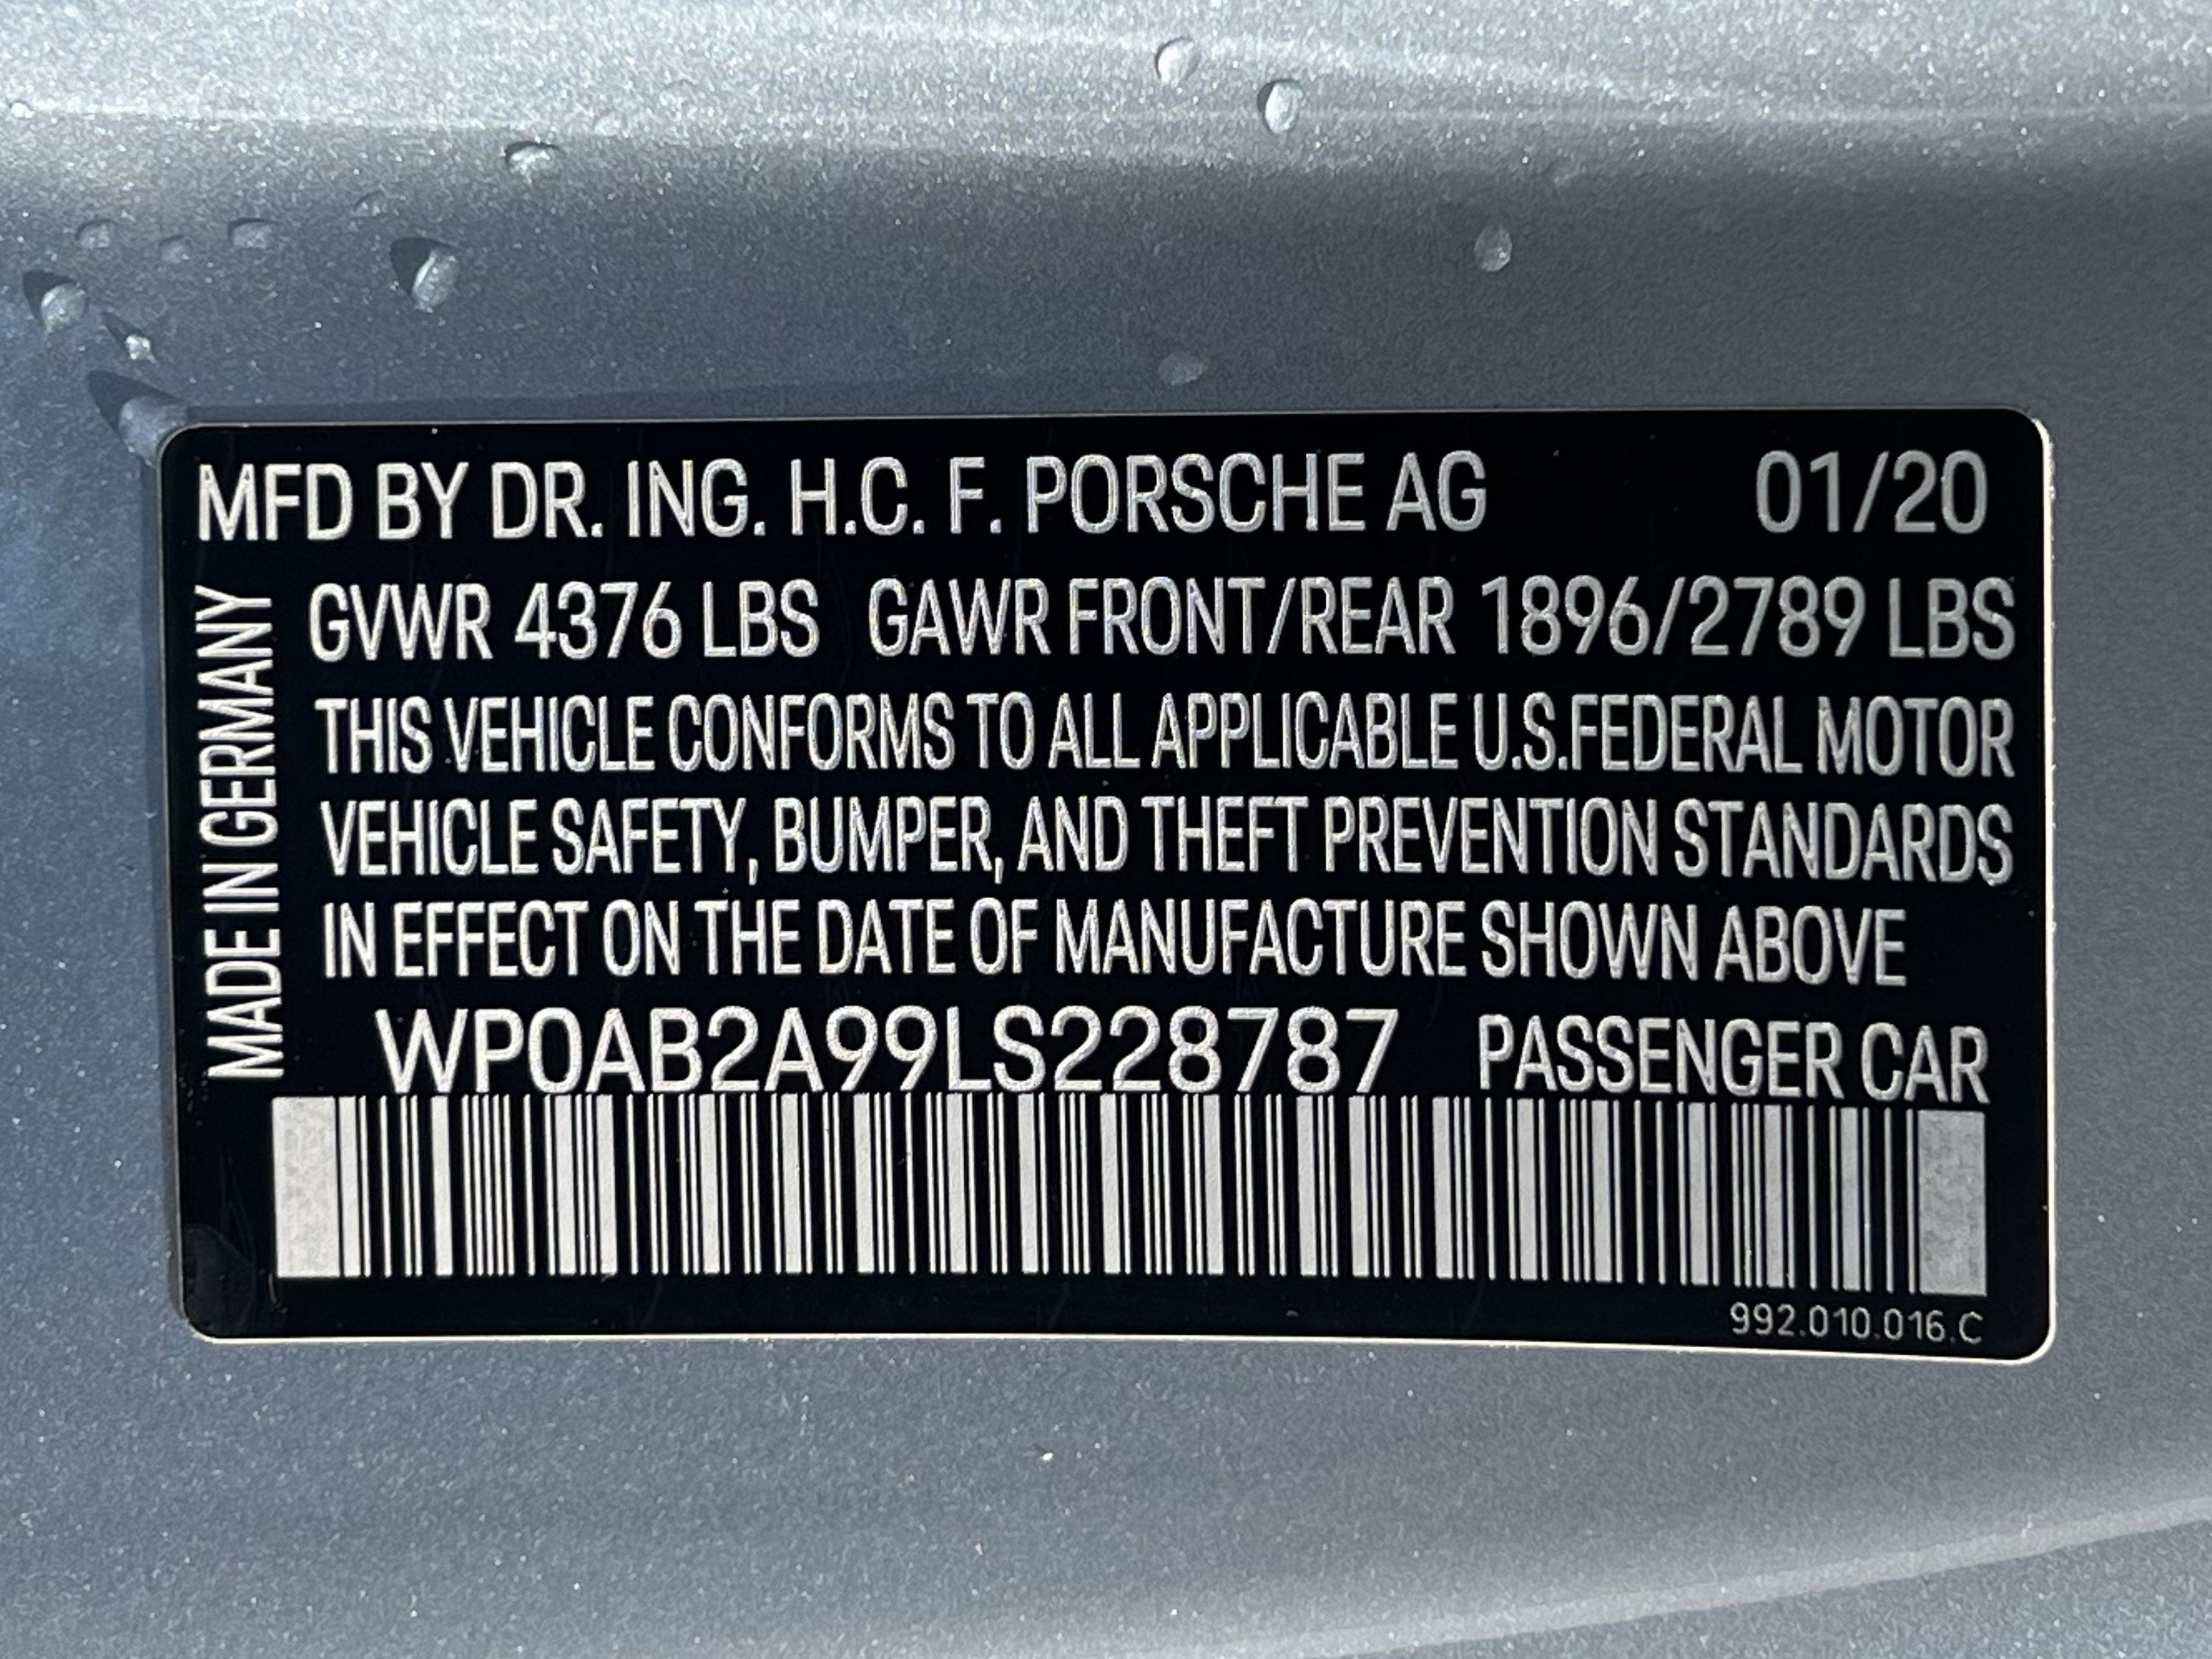 MFD BY DR. ING. H.C. F. PORSCHE AG 01/20
MADE IN GERMANY
GVWR 4376 LBS GAWR FRONT/REAR 1896/2789 LBS
THIS VEHICLE CONFORMS TO ALL APPLICABLE U.S.FEDERAL MOTOR
VEHICLE SAFETY, BUMPER, AND THEFT PREVENTION STANDARDS
IN EFFECT ON THE DATE OF MANUFACTURE SHOWN ABOVE
WP0AB2A99LS228787 PASSENGER CAR
992.010.016.C